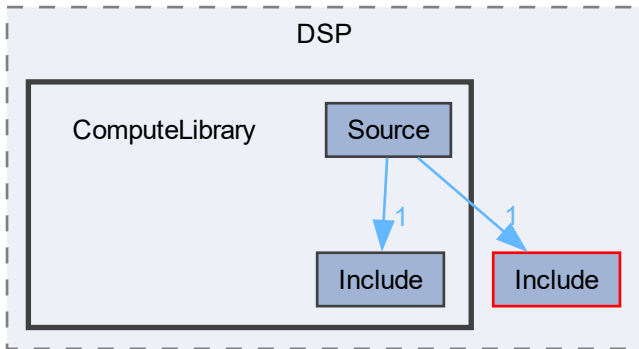 DSP
ComputeLibrary
Source
1
1
Include
Include